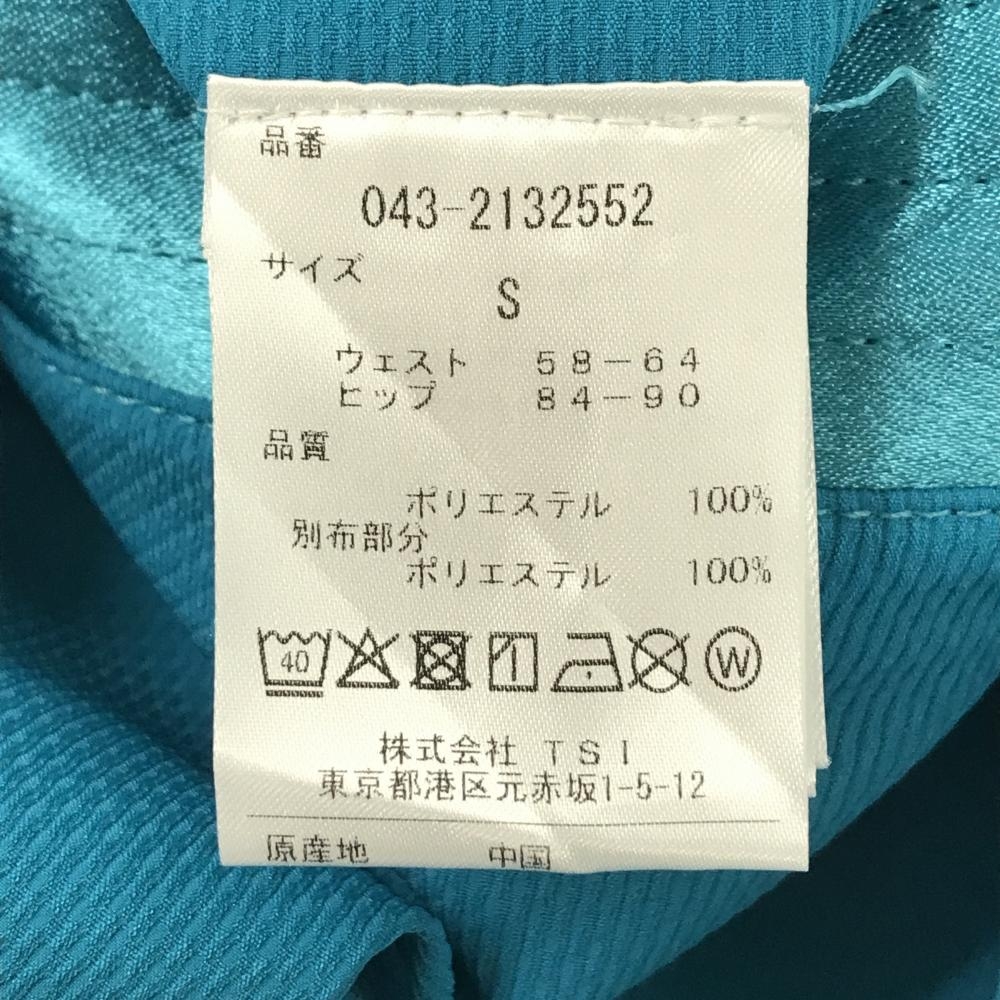 品番
043-2132552
サイズ
S
ウェスト 58-64
ヒップ 84-90
品質
ポリエステル 100%
別布部分
ポリエステル 100%
40 W
株式会社 TSI
東京都港区元赤坂1-5-12
原産地 中国